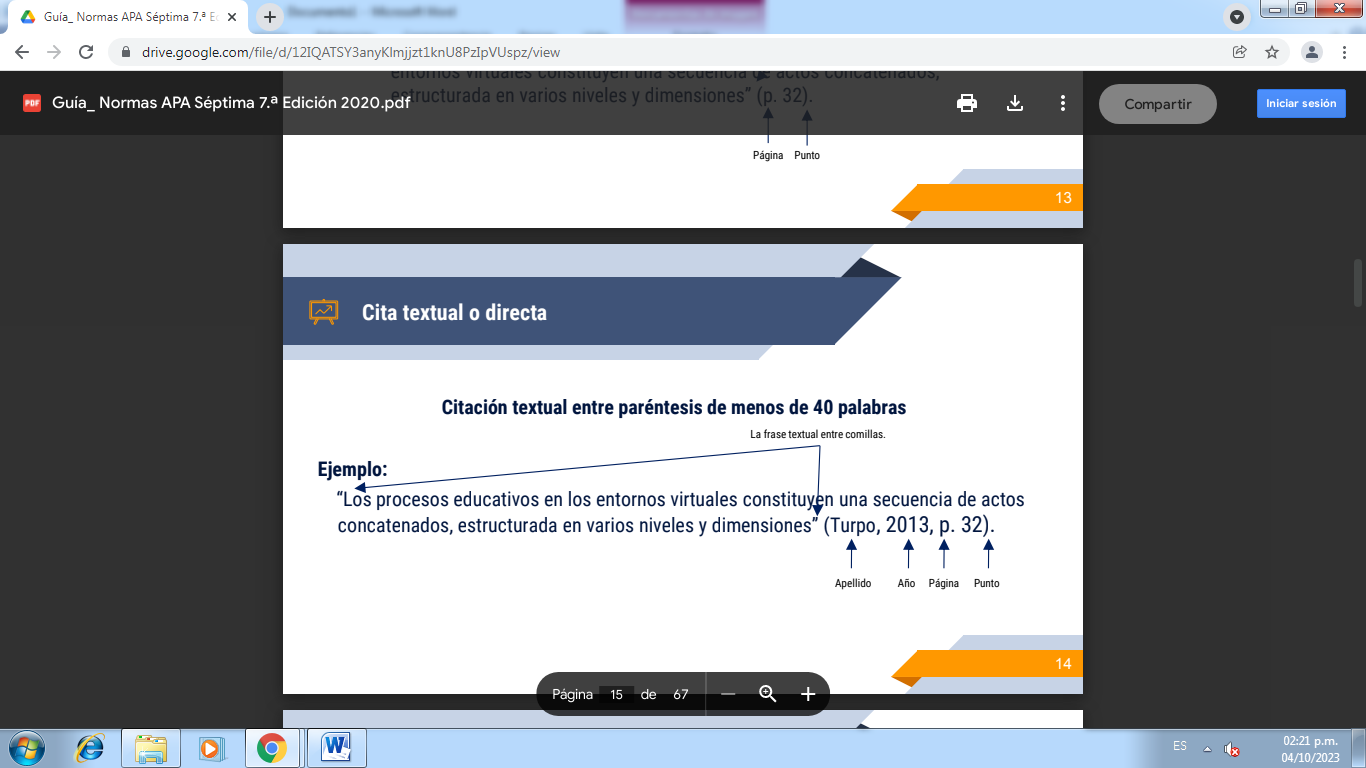 Guía_ Normas APA Séptima 7.ª E
Documento1 - Microsoft Word
drive.google.com/file/d/12IQATSY3anyKlmjjzt1knU8PzIpVUspz/view
entornos virtuales constituyen una secuencia de actos concatenados,
Guía_ Normas APA Séptima 7.ª Edición 2020.pdf
estructurada en varios niveles y dimensiones” (p. 32).
Compartir
Iniciar sesión
Página Punto
13
Cita textual o directa
Citación textual entre paréntesis de menos de 40 palabras
La frase textual entre comillas.
Ejemplo:
“Los procesos educativos en los entornos virtuales constituyen una secuencia de actos
concatenados, estructurada en varios niveles y dimensiones” (Turpo, 2013, p. 32).
Apellido Año Página Punto
14
Página 15 de 67
ES
02:21 p.m.
04/10/2023